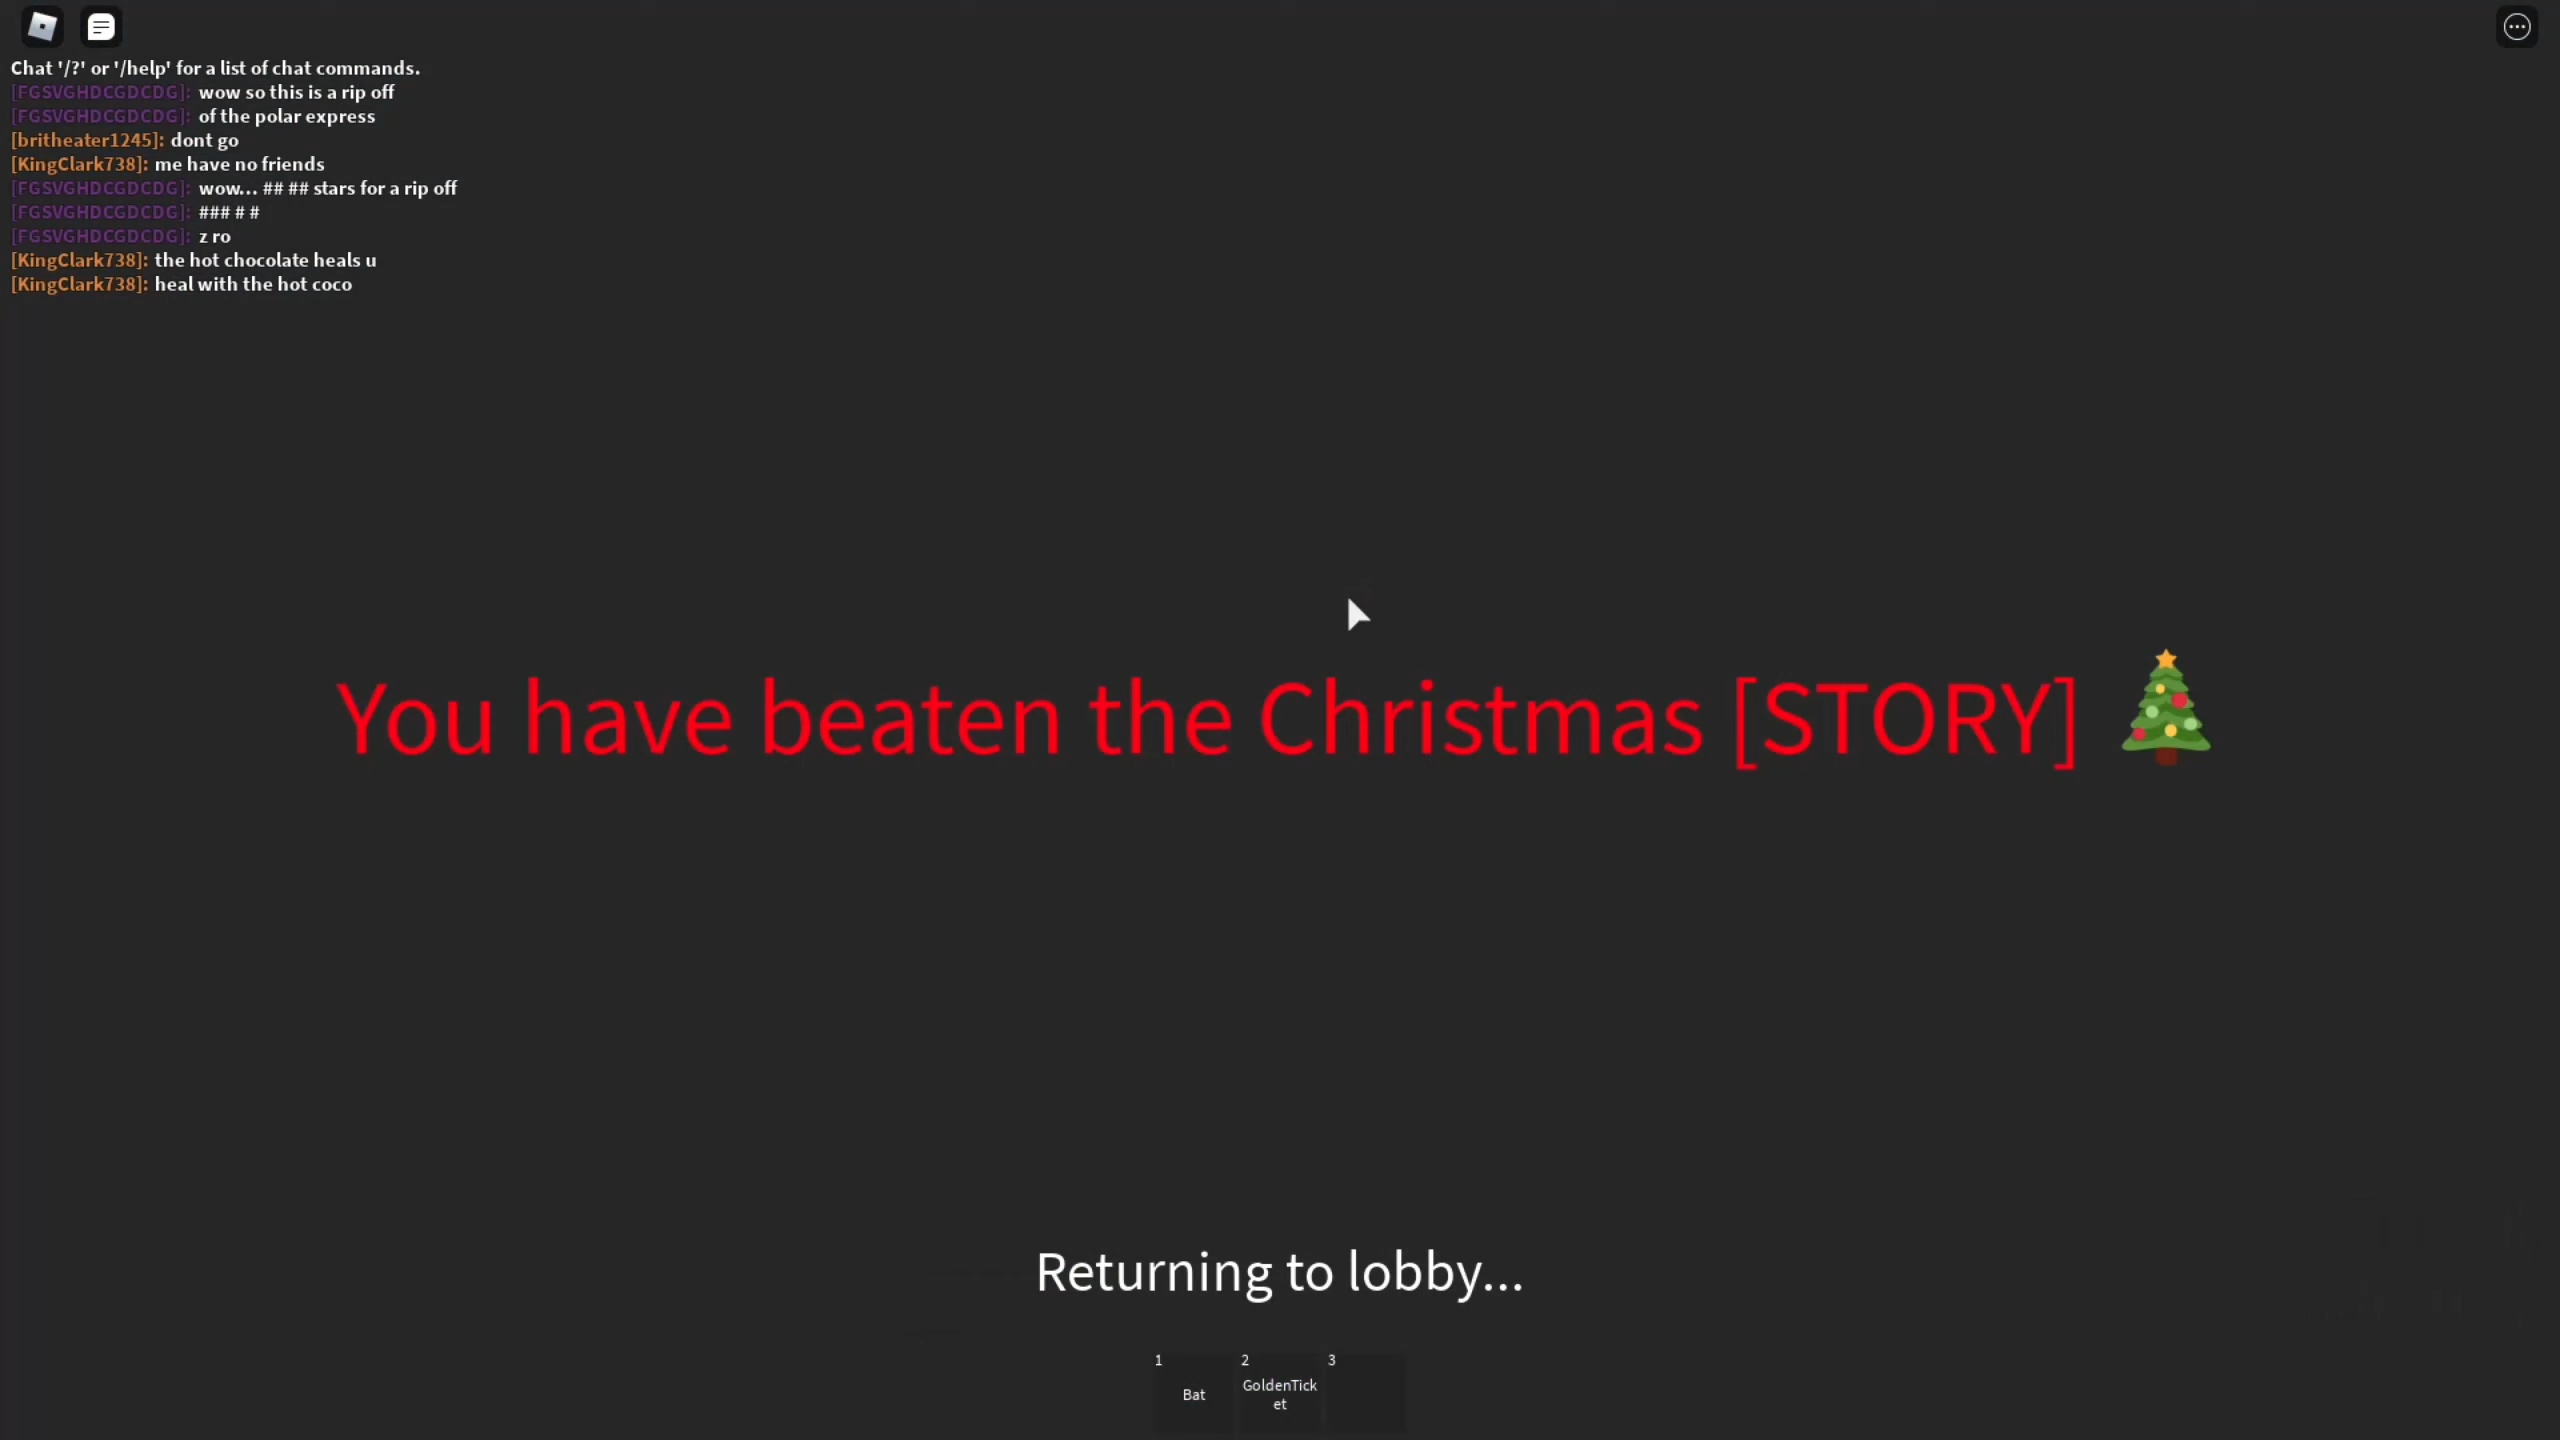 Chat '/?' or '/help' for a list of chat commands.
[FGSVGHDCGDCDG]: wow so this is a rip off
[FGSVGHDCGDCDG]: of the polar express
[britheater1245]: dont go
[KingClark738]: me have no friends
[FGSVGHDCGDCDG]: wow... ## ## stars for a rip off
[FGSVGHDCGDCDG]: ### # #
[FGSVGHDCGDCDG]: z ro
[KingClark738]: the hot chocolate heals u
[KingClark738]: heal with the hot coco
You have beaten the Christmas [STORY] 🎄
Returning to lobby...
1 2 3
Bat
GoldenTick
et